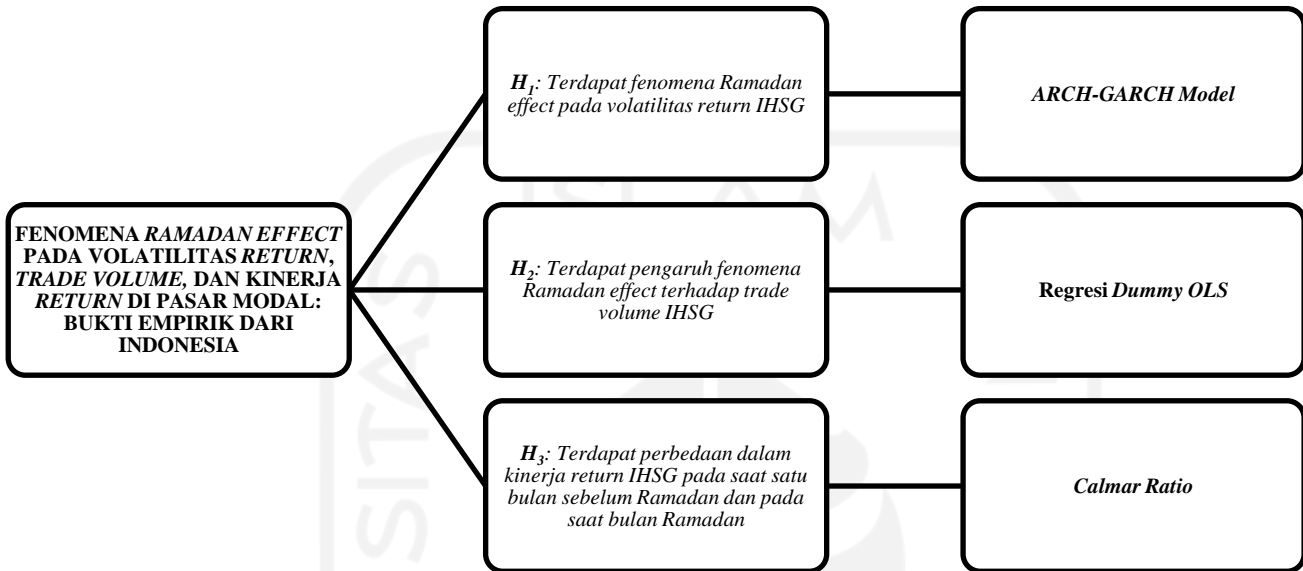 FENOMENA RAMADAN EFFECT
PADA VOLATILITAS RETURN,
TRADE VOLUME, DAN KINERJA
RETURN DI PASAR MODAL:
BUKTI EMPIRIK DARI
INDONESIA
H1: Terdapat fenomena Ramadan
effect pada volatilitas return IHSG
ARCH-GARCH Model
H2: Terdapat pengaruh fenomena
Ramadan effect terhadap trade
volume IHSG
Regresi Dummy OLS
H3: Terdapat perbedaan dalam
kinerja return IHSG pada saat satu
bulan sebelum Ramadan dan pada
saat bulan Ramadan
Calmar Ratio
ISLAM
SITAS